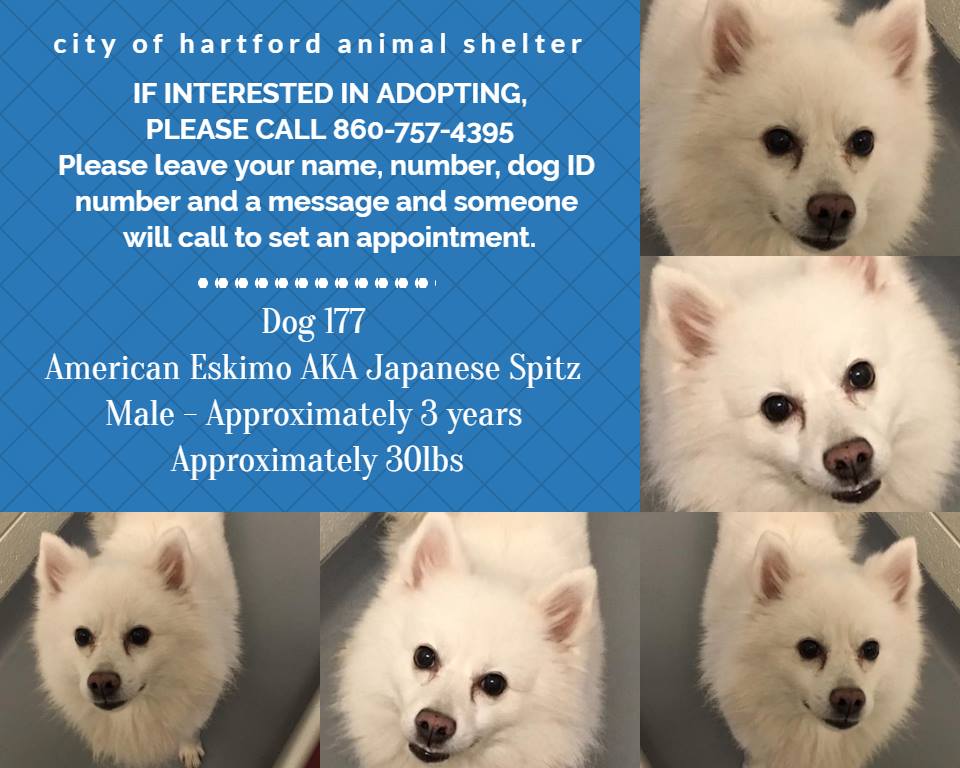 city of hartford animal shelter
IF INTERESTED IN ADOPTING,
PLEASE CALL 860-757-4395
Please leave your name, number, dog ID
number and a message and someone
will call to set an appointment.
Dog 177
American Eskimo AKA Japanese Spitz
Male - Approximately 3 years
Approximately 30lbs